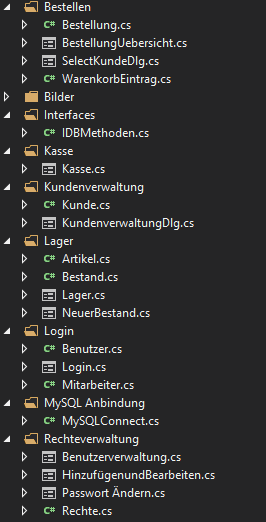 Bestellen
C# Bestellung.cs
BestellungUebersicht.cs
SelectKundeDlg.cs
C# WarenkorbEintrag.cs
Bilder
Interfaces
C# IDBMethoden.cs
Kasse
Kasse.cs
Kundenverwaltung
C# Kunde.cs
KundenverwaltungDlg.cs
Lager
C# Artikel.cs
C# Bestand.cs
Lager.cs
NeuerBestand.cs
Login
C# Benutzer.cs
Login.cs
C# Mitarbeiter.cs
MySQL Anbindung
C# MySQLConnect.cs
Rechteverwaltung
Benutzerverwaltung.cs
HinzufügenundBearbeiten.cs
Passwort Ändern.cs
C# Rechte.cs